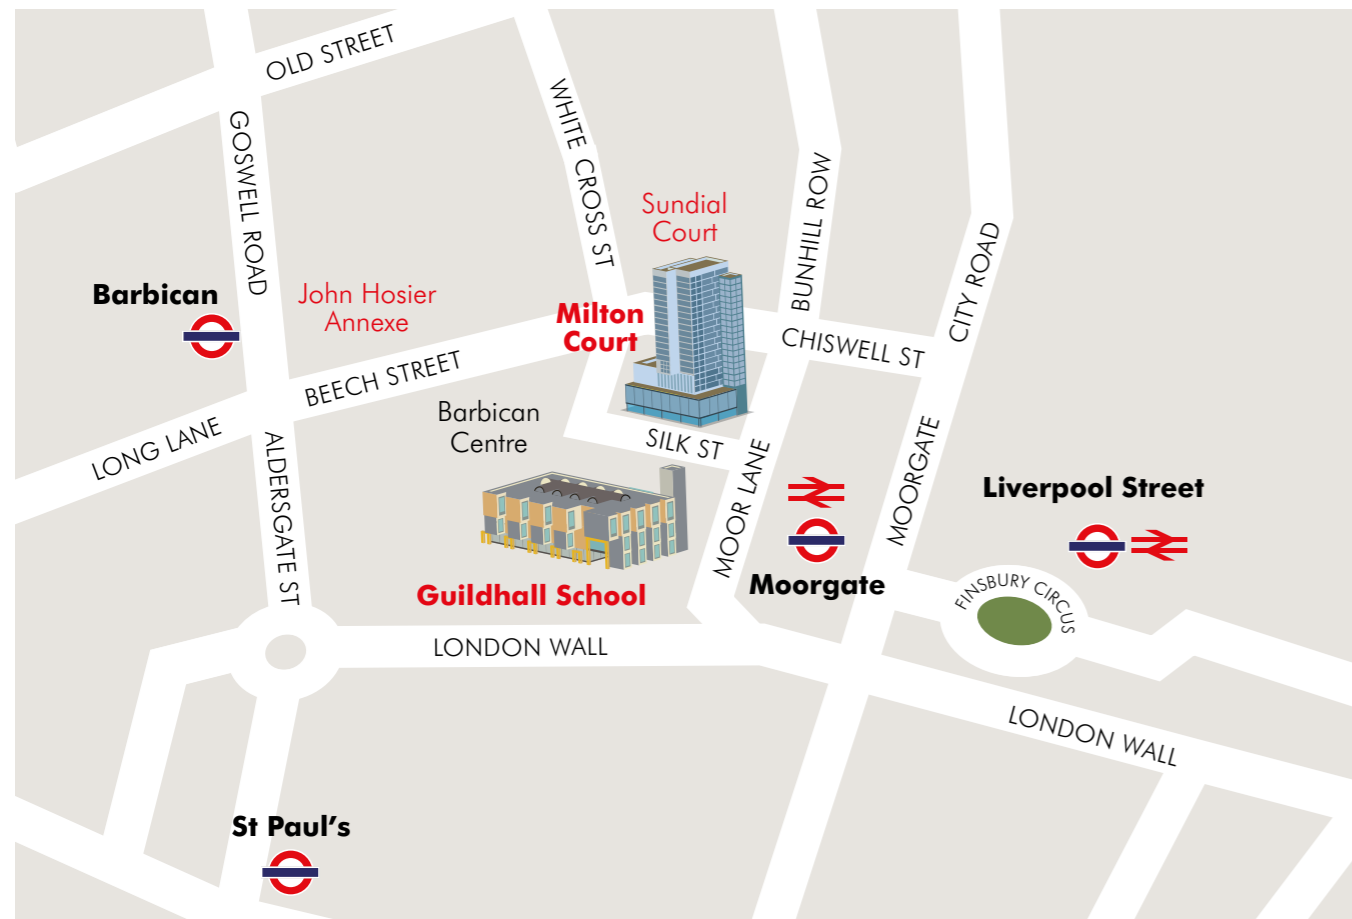 OLD STREET
GOSWELL ROAD
WHITE CROSS ST
BUNHILL ROW
CITY ROAD
Sundial
Court
Barbican
John Hosier
Annexe
Milton
Court
CHISWELL ST
BEECH STREET
LONG LANE
Barbican
Centre
SILK ST
ALDERSGATE ST
MOOR LANE
MOORGATE
Liverpool Street
Moorgate
Guildhall School
FINSBURY CIRCUS
LONDON WALL
LONDON WALL
St Paul's